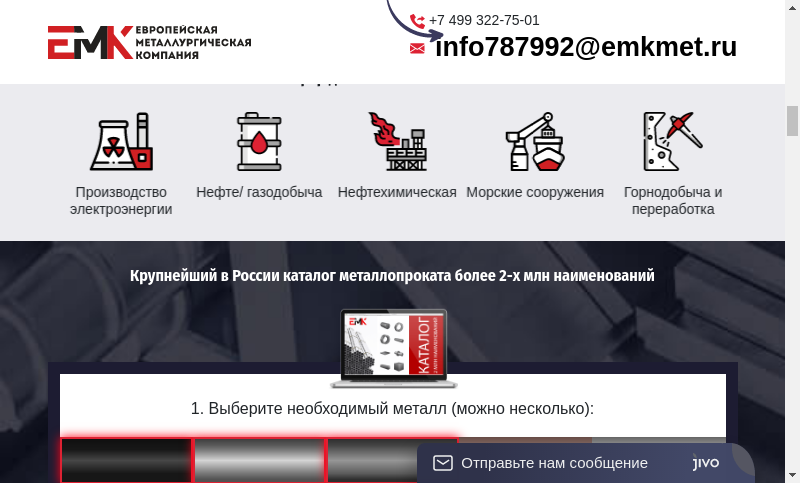 ЕВРОПЕЙСКАЯ
МЕТАЛЛУРГИЧЕСКАЯ
КОМПАНИЯ
ЕМК
+7 499 322-75-01
info787992@emkmet.ru
Производство
электроэнергии
Нефте/ газодобыча
Нефтехимическая
Морские сооружения
Горнодобыча и
переработка
Крупнейший в России каталог металлопроката более 2-х млн наименований
ЕМК
КАТАЛОГ
1. Выберите необходимый металл (можно несколько):
Отправьте нам сообщение
jivo